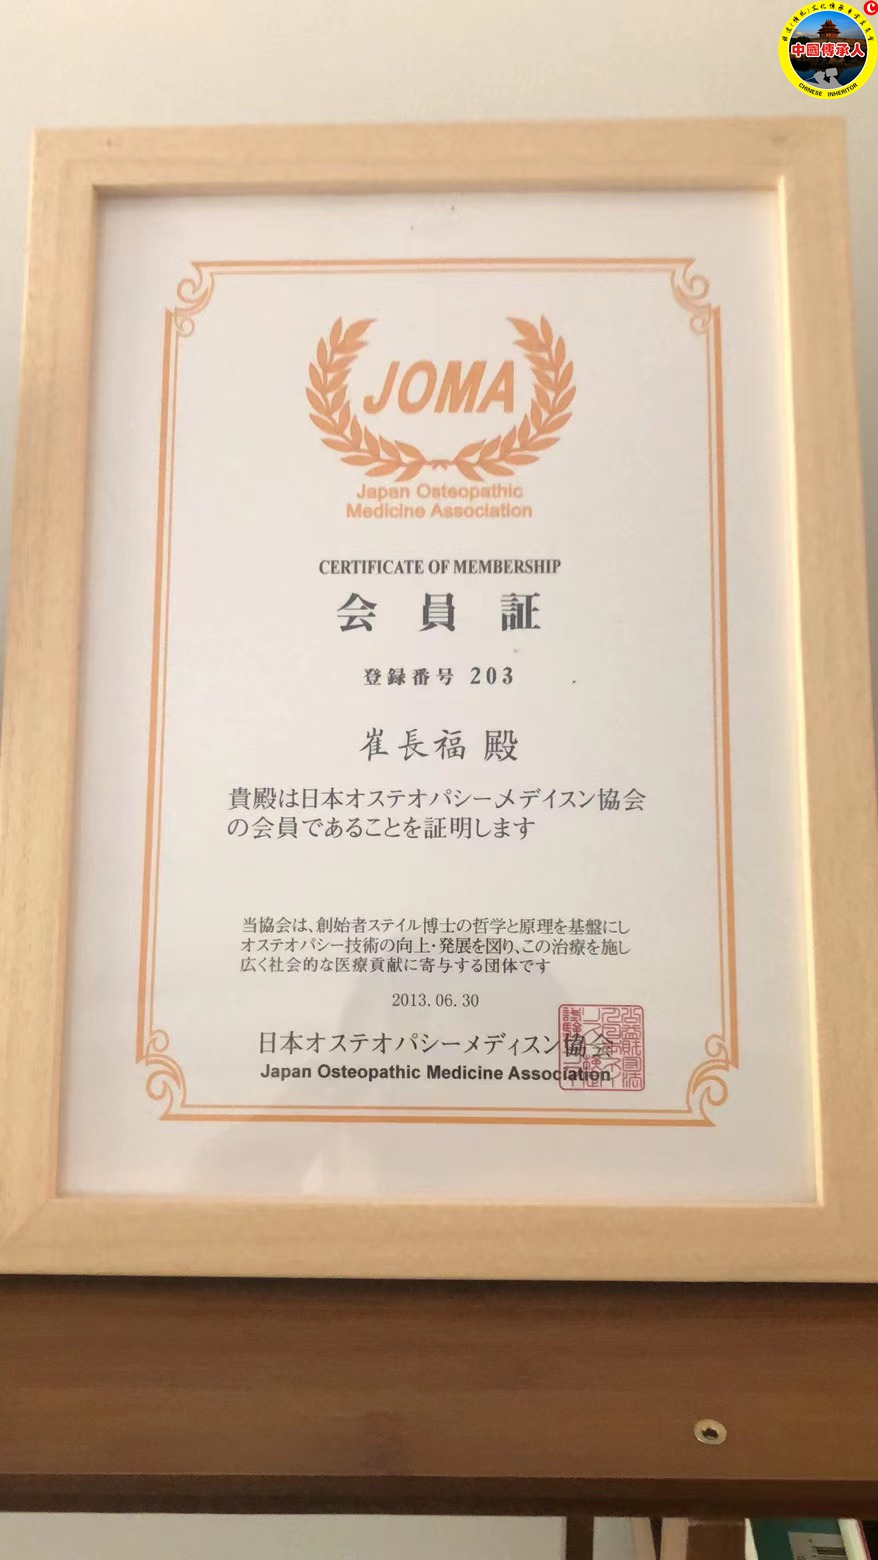 中國傳承人
CHINESE INHERITOR
JOMA
Japan Osteopathic
Medicine Association
CERTIFICATE OF MEMBERSHIP
会員証
登録番号 203
崔長福 殿
貴殿は日本オステオパシーメデイスン協会
の会員であることを証明します
当協会は、創始者スティル博士の哲学と原理を基盤にし
オステオパシー技術の向上・発展を図り、この治療を施し
広く社会的な医療貢献に寄与する団体です
2013.06.30
日本オステオパシーメディスン協会
Japan Osteopathic Medicine Association